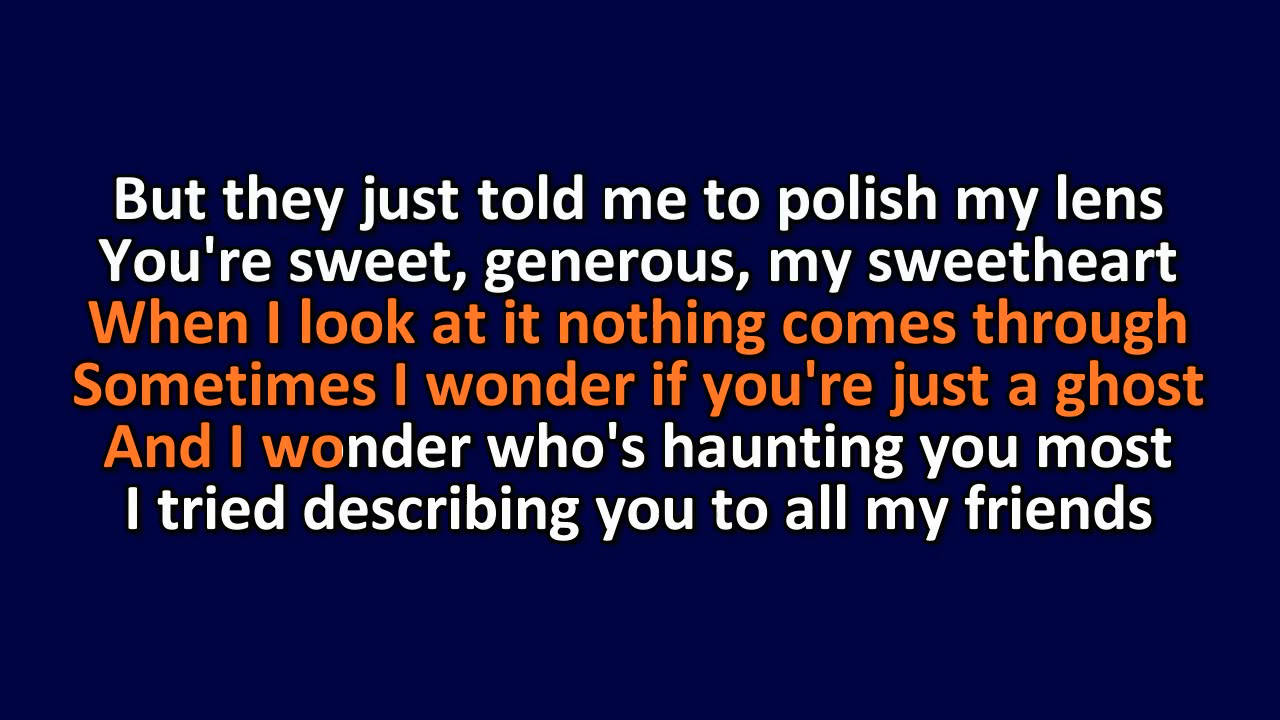 But they just told me to polish my lens
You're sweet, generous, my sweetheart
When I look at it nothing comes through
Sometimes I wonder if you're just a ghost
And I wonder who's haunting you most
I tried describing you to all my friends